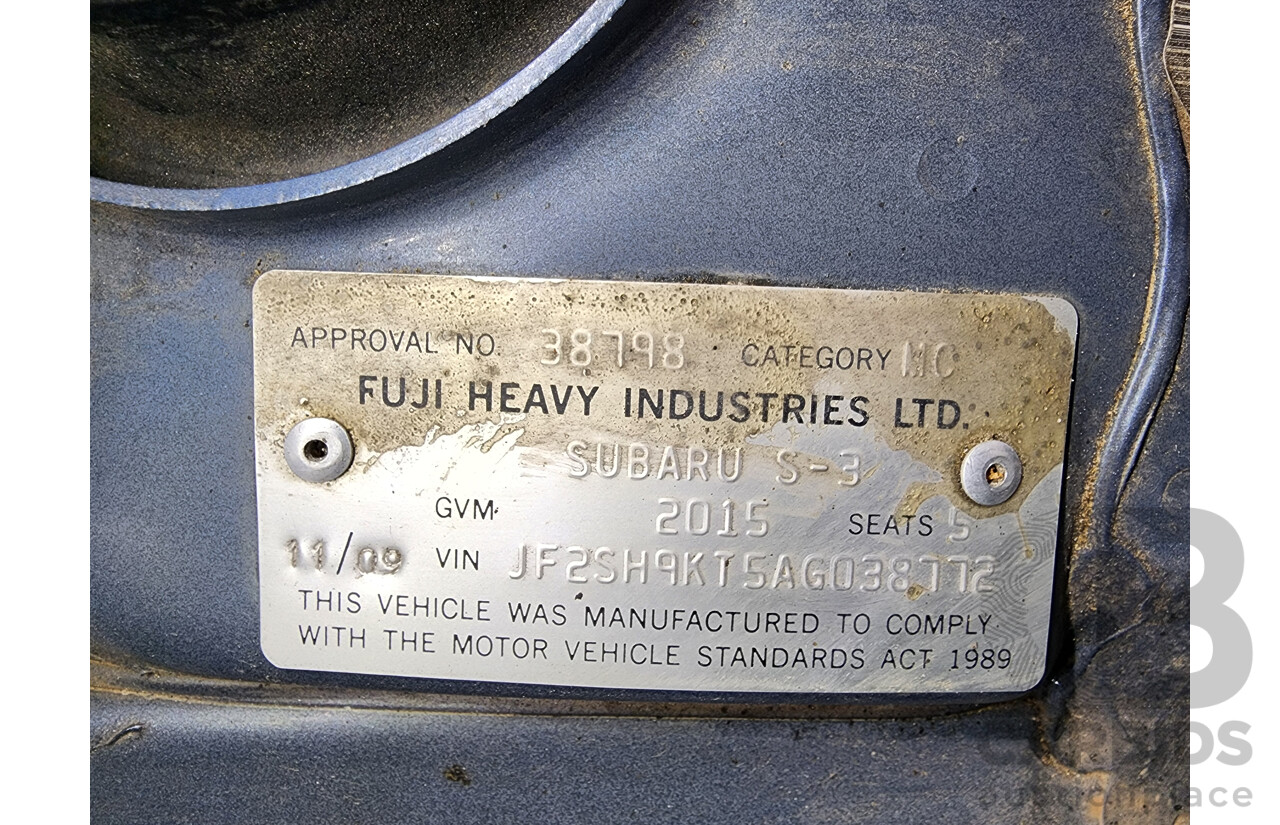 APPROVAL NO. 38798 CATEGORY MC
FUJI HEAVY INDUSTRIES LTD.
SUBARU S-3
GVM 2015 SEATS 5
11/09 VIN JF2SH9KT5AG038772
THIS VEHICLE WAS MANUFACTURED TO COMPLY
WITH THE MOTOR VEHICLE STANDARDS ACT 1989